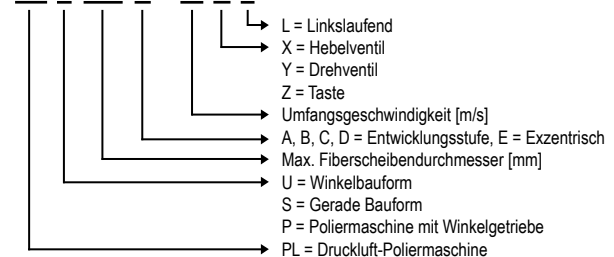 L = Linkslaufend
X = Hebelventil
Y = Drehventil
Z = Taste
Umfangsgeschwindigkeit [m/s]
A, B, C, D = Entwicklungsstufe, E = Exzentrisch
Max. Fiberscheibendurchmesser [mm]
U = Winkelbauform
S = Gerade Bauform
P = Poliermaschine mit Winkelgetriebe
PL = Druckluft-Poliermaschine